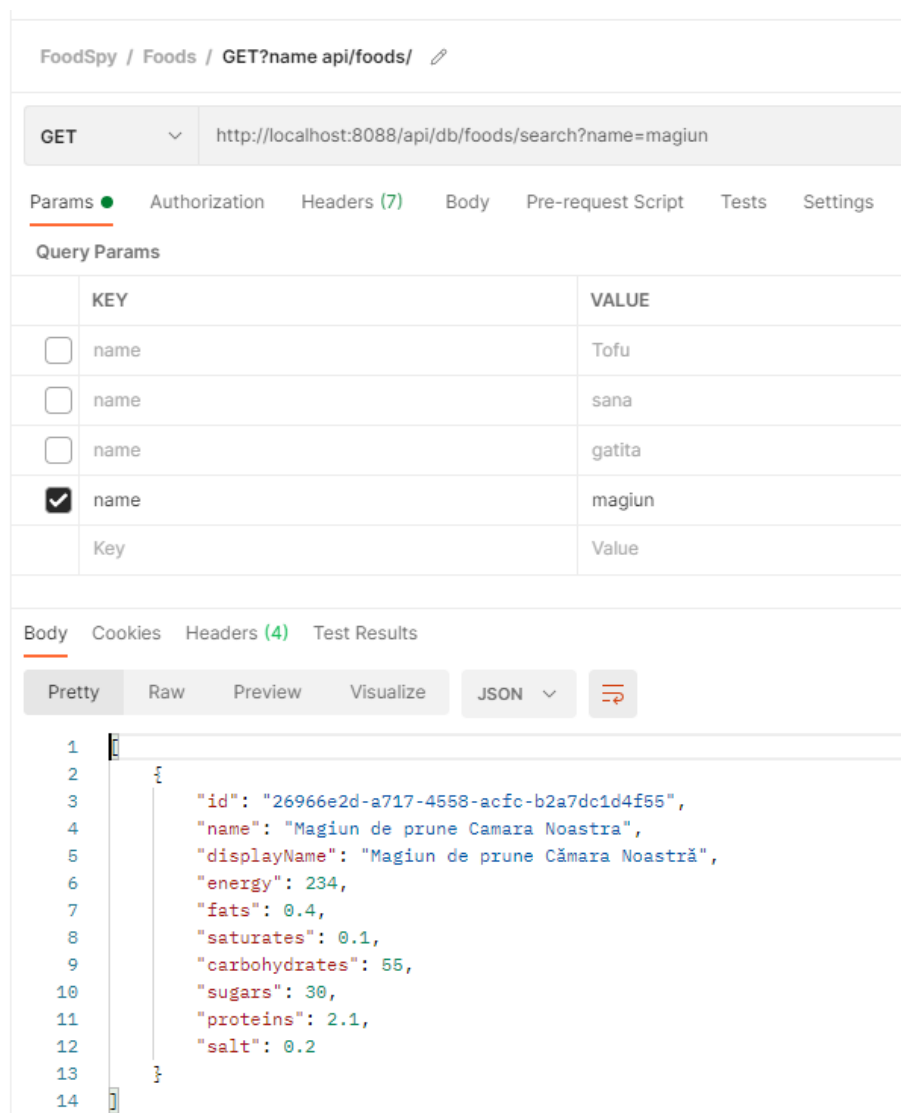 FoodSpy / Foods / GET?name api/foods/
GET http://localhost:8088/api/db/foods/search?name=magiun
Params Authorization Headers (7) Body Pre-request Script Tests Settings
Query Params
KEY VALUE
name Tofu
name sana
name gatita
name magiun
Key Value
Body Cookies Headers (4) Test Results
Pretty Raw Preview Visualize JSON
1 [
2 {
3 "id": "26966e2d-a717-4558-acfc-b2a7dc1d4f55",
4 "name": "Magiun de prune Camara Noastra",
5 "displayName": "Magiun de prune Cămara Noastră",
6 "energy": 234,
7 "fats": 0.4,
8 "saturates": 0.1,
9 "carbohydrates": 55,
10 "sugars": 30,
11 "proteins": 2.1,
12 "salt": 0.2
13 }
14 ]